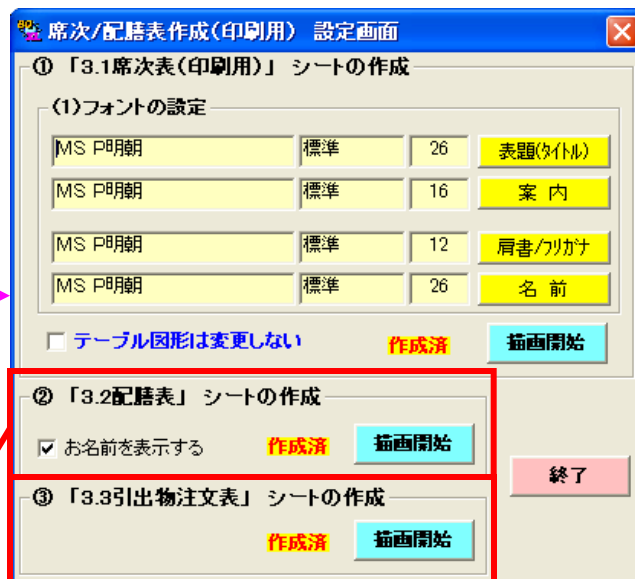 席次/配膳表作成(印刷用) 設定画面
① 「3.1席次表(印刷用)」 シートの作成
(1)フォントの設定
MS P明朝 標準 26 表題(タイトル)
MS P明朝 標準 16 案 内
MS P明朝 標準 12 肩書/フリガナ
MS P明朝 標準 26 名 前
テーブル図形は変更しない 作成済 描画開始
② 「3.2配膳表」 シートの作成
お名前を表示する 作成済 描画開始
終了
③ 「3.3引出物注文表」 シートの作成
作成済 描画開始